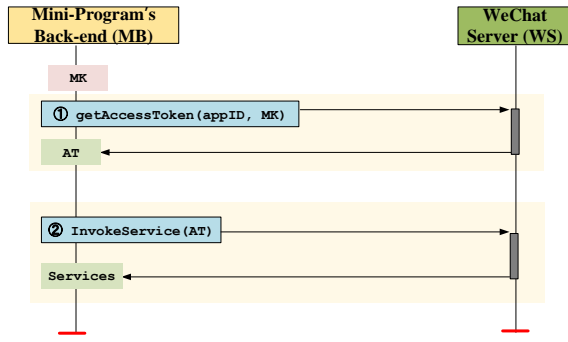 Mini-Program's
Back-end (MB)
WeChat
Server (WS)
MK
① getAccessToken(appID, MK)
AT
② InvokeService(AT)
Services